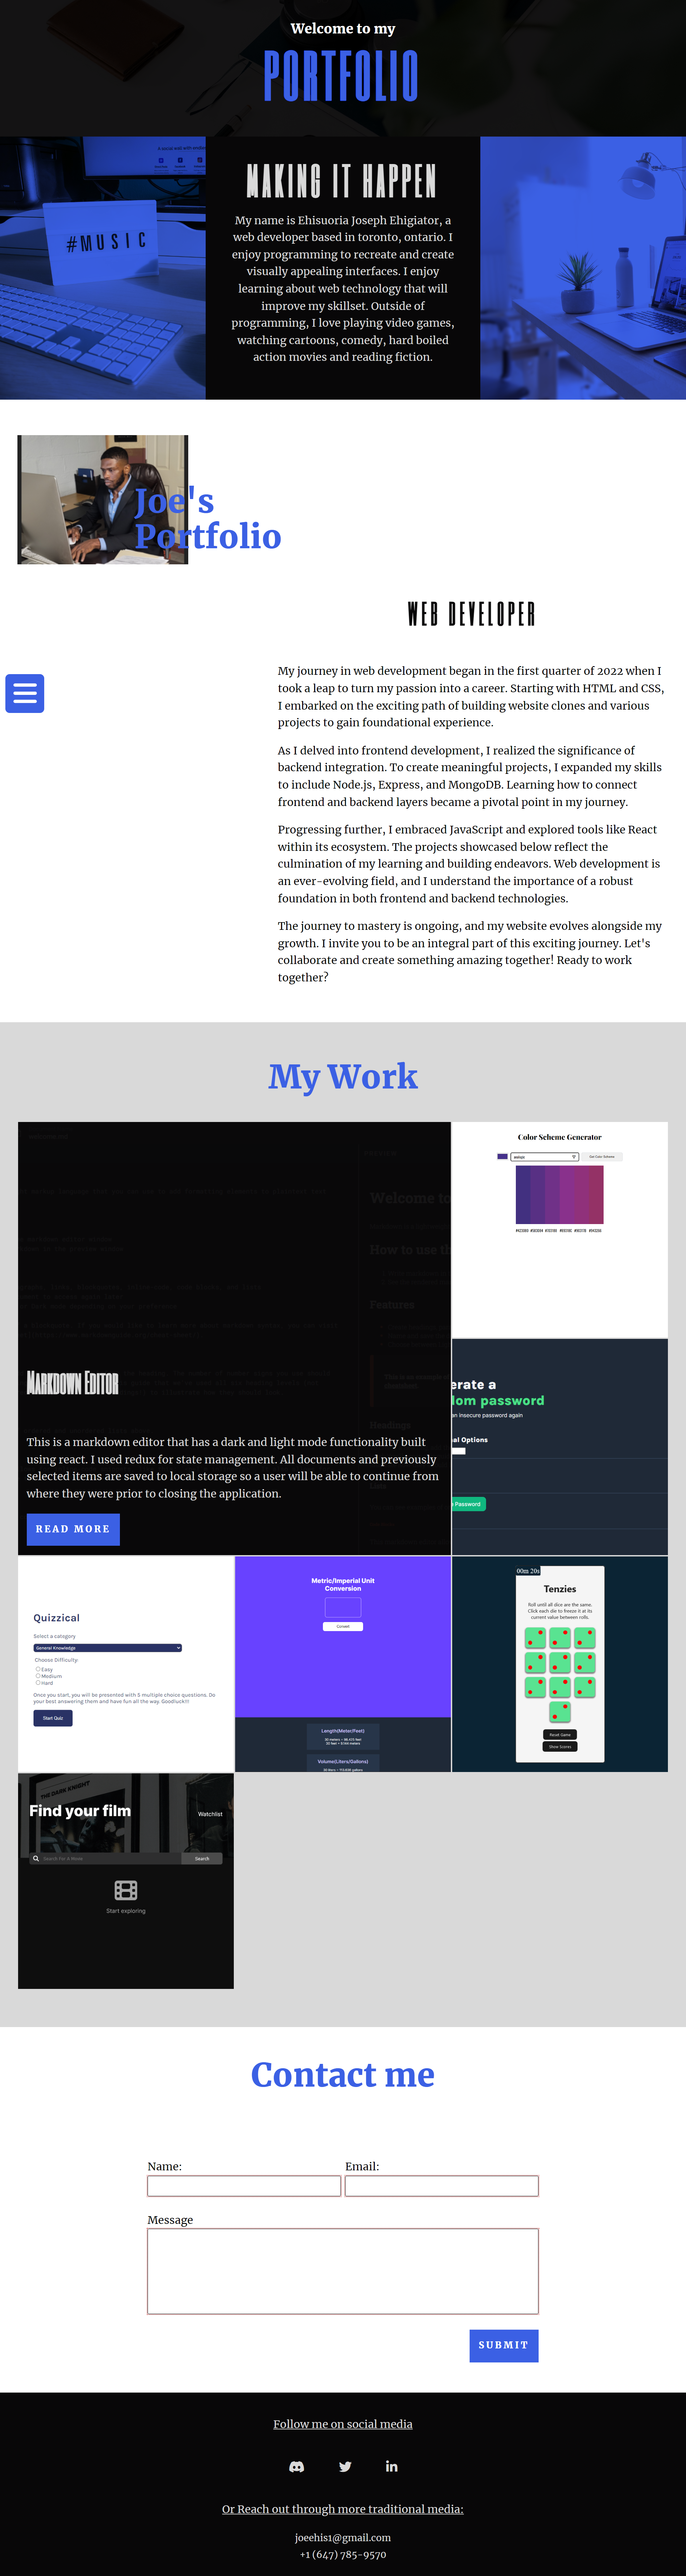 Welcome to my
PORTFOLIO
#MUSIC
MAKING IT HAPPEN
My name is Ehisuoria Joseph Ehigiator, a
web developer based in toronto, ontario. I
enjoy programming to recreate and create
visually appealing interfaces. I enjoy
learning about web technology that will
improve my skillset. Outside of
programming, I love playing video games,
watching cartoons, comedy, hard boiled
action movies and reading fiction.
Joe's
Portfolio
WEB DEVELOPER
My journey in web development began in the first quarter of 2022 when I
took a leap to turn my passion into a career. Starting with HTML and CSS,
I embarked on the exciting path of building website clones and various
projects to gain foundational experience.
As I delved into frontend development, I realized the significance of
backend integration. To create meaningful projects, I expanded my skills
to include Node.js, Express, and MongoDB. Learning how to connect
frontend and backend layers became a pivotal point in my journey.
Progressing further, I embraced JavaScript and explored tools like React
within its ecosystem. The projects showcased below reflect the
culmination of my learning and building endeavors. Web development is
an ever-evolving field, and I understand the importance of a robust
foundation in both frontend and backend technologies.
The journey to mastery is ongoing, and my website evolves alongside my
growth. I invite you to be an integral part of this exciting journey. Let's
collaborate and create something amazing together! Ready to work
together?
My Work
Welcome to
How to use th
Features
Headings
Markdown Editor
This is a markdown editor that has a dark and light mode functionality built
using react. I used redux for state management. All documents and previously
selected items are saved to local storage so a user will be able to continue from
where they were prior to closing the application.
READ MORE
Color Scheme Generator
Get Color Scheme
erate a
lom password
an insecure password again
al Options
Password
Quizzical
Select a category
General Knowledge
Choose Difficulty:
Easy
Medium
Hard
Once you start, you will be presented with 5 multiple choice questions. Do
your best answering them and have fun all the way. Goodluck!!!
Start Quiz
Metric/Imperial Unit
Conversion
Convert
Length(Meter/Feet)
Volume(Liters/Gallons)
00m 20s
Tenzies
Roll until all dice are the same.
Click each die to freeze it at its
current value between rolls.
Reset Game
Show Scores
THE DARK KNIGHT
Find your film
Watchlist
Search For A Movie
Search
Start exploring
Contact me
Name:
Email:
Message
SUBMIT
Follow me on social media
Or Reach out through more traditional media:
joeehis1@gmail.com
+1 (647) 785-9570